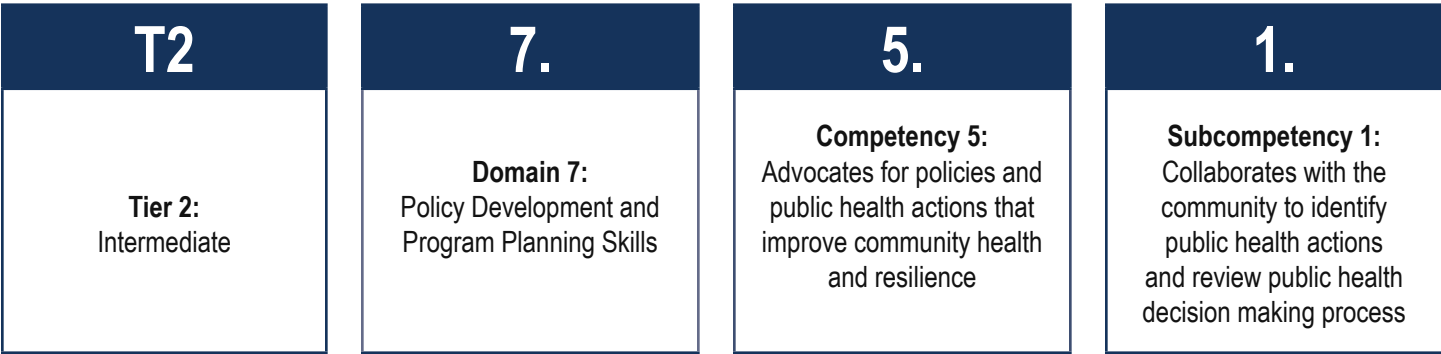 T2
Tier 2:
Intermediate
7.
Domain 7:
Policy Development and
Program Planning Skills
5.
Competency 5:
Advocates for policies and
public health actions that
improve community health
and resilience
1.
Subcompetency 1:
Collaborates with the
community to identify
public health actions
and review public health
decision making process